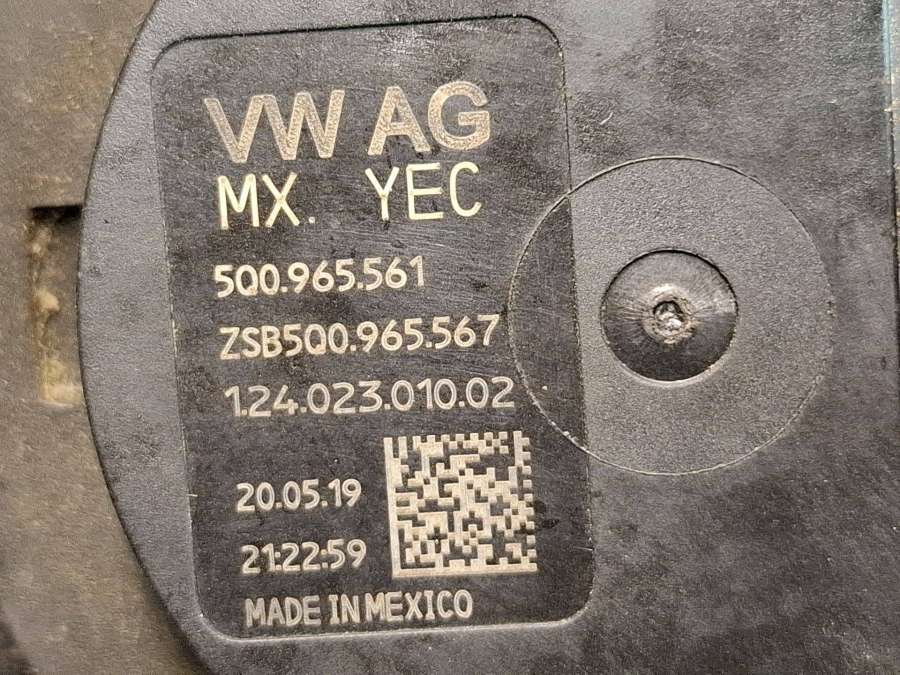 VW AG
MX. YEC
5Q0.965.561
ZSB5Q0.965.567
1.24.023.010.02
20.05.19
21:22:59
MADE IN MEXICO